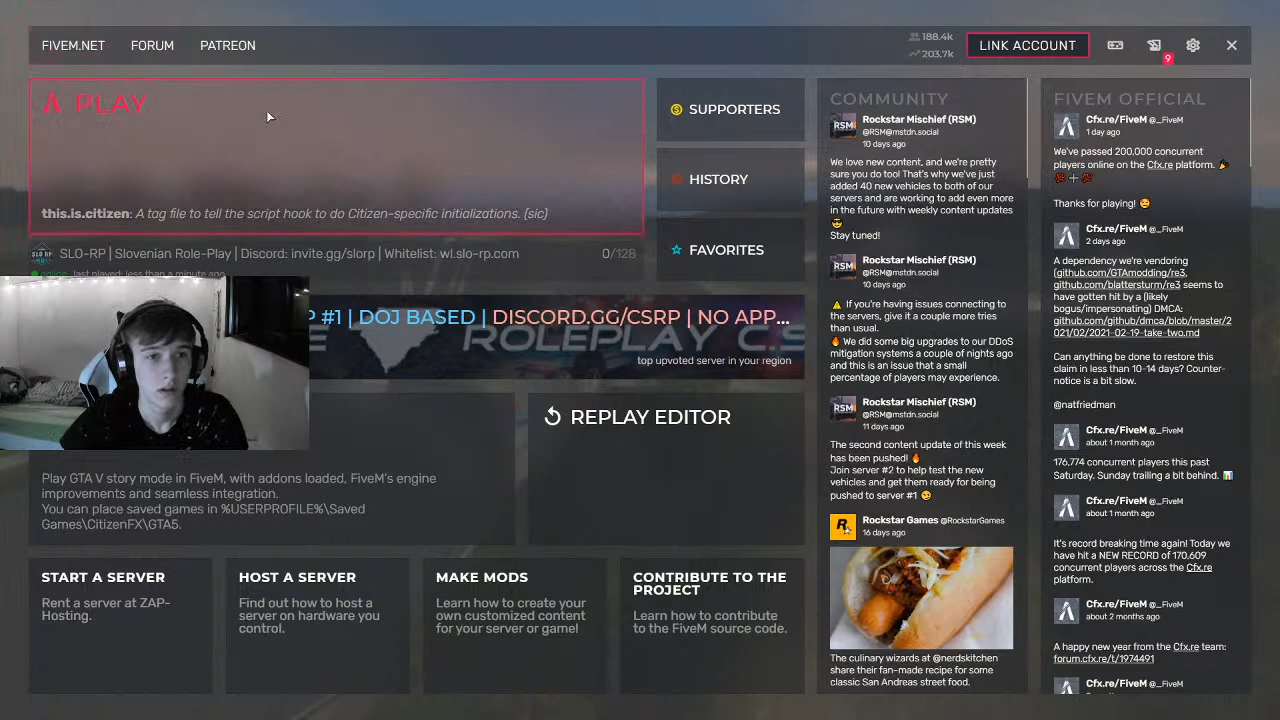 FIVEM.NET FORUM PATREON
188.4k
203.7k
LINK ACCOUNT
9
PLAY
this.is.citizen: A tag file to tell the script hook to do Citizen-specific initializations. (sic)
SLO-RP | Slovenian Role-Play | Discord: invite.gg/slorp | Whitelist: wl.slo-rp.com 0/128
online last played: less than a minute ago
SUPPORTERS
HISTORY
FAVORITES
P #1 | DOJ BASED | DISCORD.GG/CSRP | NO APP...
ROLEPLAY C.S
top upvoted server in your region
Play GTA V story mode in FiveM, with addons loaded, FiveM's engine
improvements and seamless integration.
You can place saved games in %USERPROFILE%\Saved
Games\CitizenFX\GTA5.
REPLAY EDITOR
START A SERVER
Rent a server at ZAP-
Hosting.
HOST A SERVER
Find out how to host a
server on hardware you
control.
MAKE MODS
Learn how to create your
own customized content
for your server or game!
CONTRIBUTE TO THE
PROJECT
Learn how to contribute
to the FiveM source code.
COMMUNITY
RSM
Rockstar Mischief (RSM)
@RSM@mstdn.social
10 days ago
We love new content, and we're pretty
sure you do too! That's why we've just
added 40 new vehicles to both of our
servers and are working to add even more
in the future with weekly content updates
😎
Stay tuned!
RSM
Rockstar Mischief (RSM)
@RSM@mstdn.social
10 days ago
⚠️ If you're having issues connecting to
the servers, give it a couple more tries
than usual.
🔥 We did some big upgrades to our DDoS
mitigation systems a couple of nights ago
and this is an issue that a small
percentage of players may experience.
RSM
Rockstar Mischief (RSM)
@RSM@mstdn.social
11 days ago
The second content update of this week
has been pushed! 🔥
Join server #2 to help test the new
vehicles and get them ready for being
pushed to server #1 😏
Rockstar Games @RockstarGames
16 days ago
The culinary wizards at @nerdskitchen
share their fan-made recipe for some
classic San Andreas street food.
FIVEM OFFICIAL
Cfx.re/FiveM @_FiveM
1 day ago
We've passed 200,000 concurrent
players online on the Cfx.re platform. 🎉
💯 ➕ 💯
Thanks for playing! 😍
Cfx.re/FiveM @_FiveM
2 days ago
A dependency we're vendoring
(github.com/GTAmodding/re3,
github.com/blattersturm/re3 seems to
have gotten hit by a (likely
bogus/impersonating) DMCA:
github.com/github/dmca/blob/master/2
021/02/2021-02-19-take-two.md
Can anything be done to restore this
claim in less than 10-14 days? Counter-
notice is a bit slow.
@natfriedman
Cfx.re/FiveM @_FiveM
about 1 month ago
176,774 concurrent players this past
Saturday. Sunday trailing a bit behind. 📊
Cfx.re/FiveM @_FiveM
about 1 month ago
It's record breaking time again! Today we
have hit a NEW RECORD of 170,609
concurrent players across the Cfx.re
platform.
Cfx.re/FiveM @_FiveM
about 2 months ago
A happy new year from the Cfx.re team:
forum.cfx.re/t/1974491
Cfx.re/FiveM @_FiveM